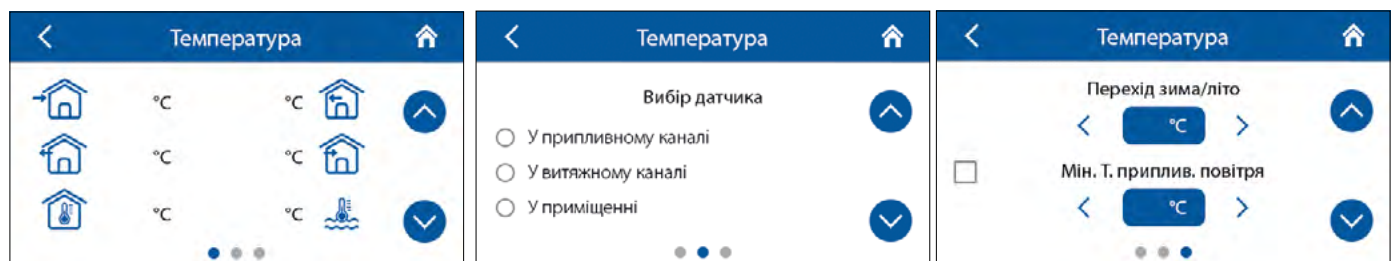 Температура
°C °C
°C °C
°C °C
Температура
Вибір датчика
У припливному каналі
У витяжному каналі
У приміщенні
Температура
Перехід зима/літо
°C
Мін. Т. приплив. повітря
°C